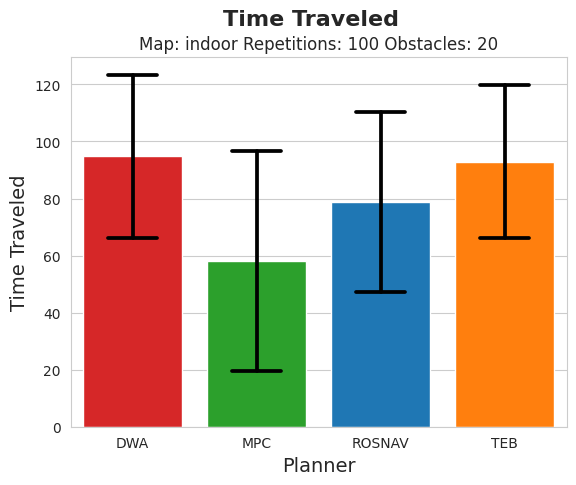 Time Traveled
Map: indoor Repetitions: 100 Obstacles: 20
Time Traveled
120
100
80
60
40
20
0
DWA MPC ROSNAV TEB
Planner